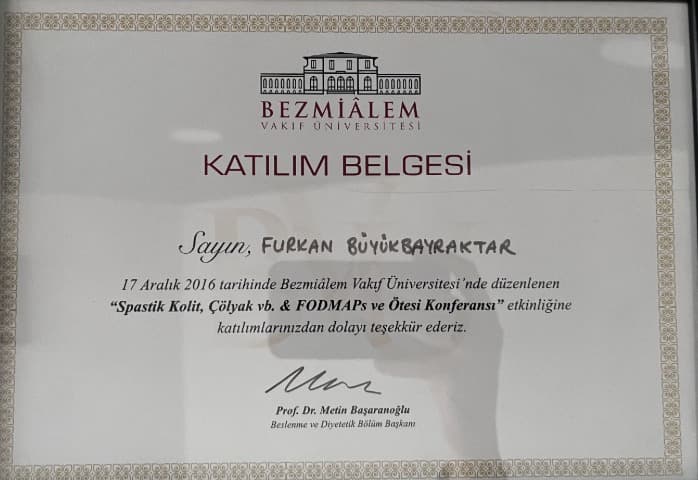 BEZMİÂLEM
VAKIF ÜNİVERSİTESİ
KATILIM BELGESİ
Sayın, FURKAN BÜYÜKBAYRAKTAR
17 Aralık 2016 tarihinde Bezmiâlem Vakıf Üniversitesi’nde düzenlenen
“Spastik Kolit, Çölyak vb. & FODMAPs ve Ötesi Konferansı” etkinliğine
katılımlarınızdan dolayı teşekkür ederiz.
Prof. Dr. Metin Başaranoğlu
Beslenme ve Diyetetik Bölüm Başkanı